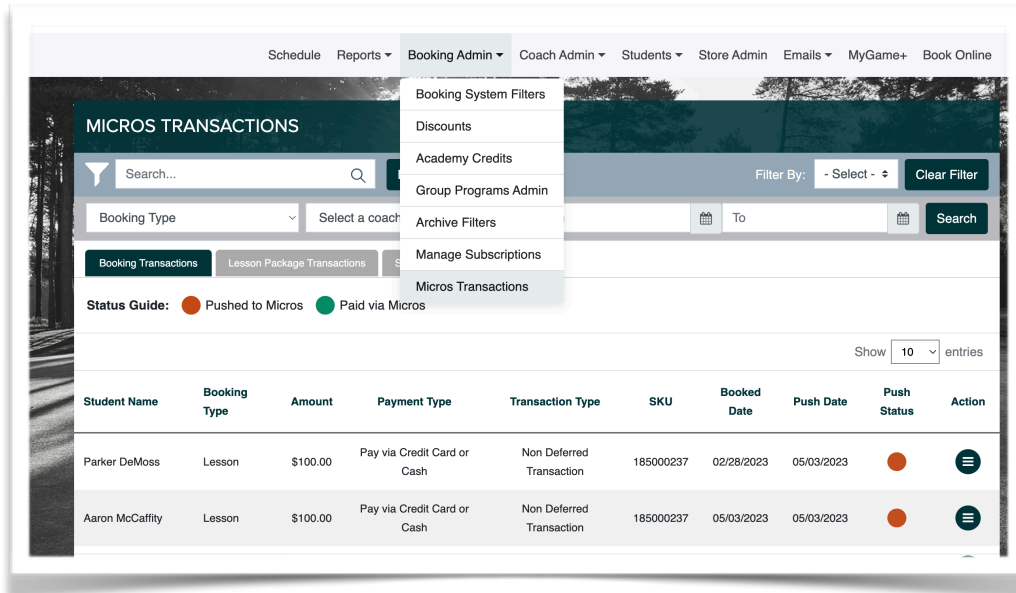 Schedule Reports Booking Admin Coach Admin Students Store Admin Emails MyGame+ Book Online
Booking System Filters
Discounts
Academy Credits
Group Programs Admin
Archive Filters
Manage Subscriptions
Micros Transactions
MICROS TRANSACTIONS
Search... Filter By: - Select - Clear Filter
Booking Type Select a coach To Search
Booking Transactions Lesson Package Transactions
Status Guide: Pushed to Micros Paid via Micros
Show 10 entries
Student Name Booking Type Amount Payment Type Transaction Type SKU Booked Date Push Date Push Status Action
Parker DeMoss Lesson $100.00 Pay via Credit Card or Cash Non Deferred Transaction 185000237 02/28/2023 05/03/2023
Aaron McCaffity Lesson $100.00 Pay via Credit Card or Cash Non Deferred Transaction 185000237 05/03/2023 05/03/2023